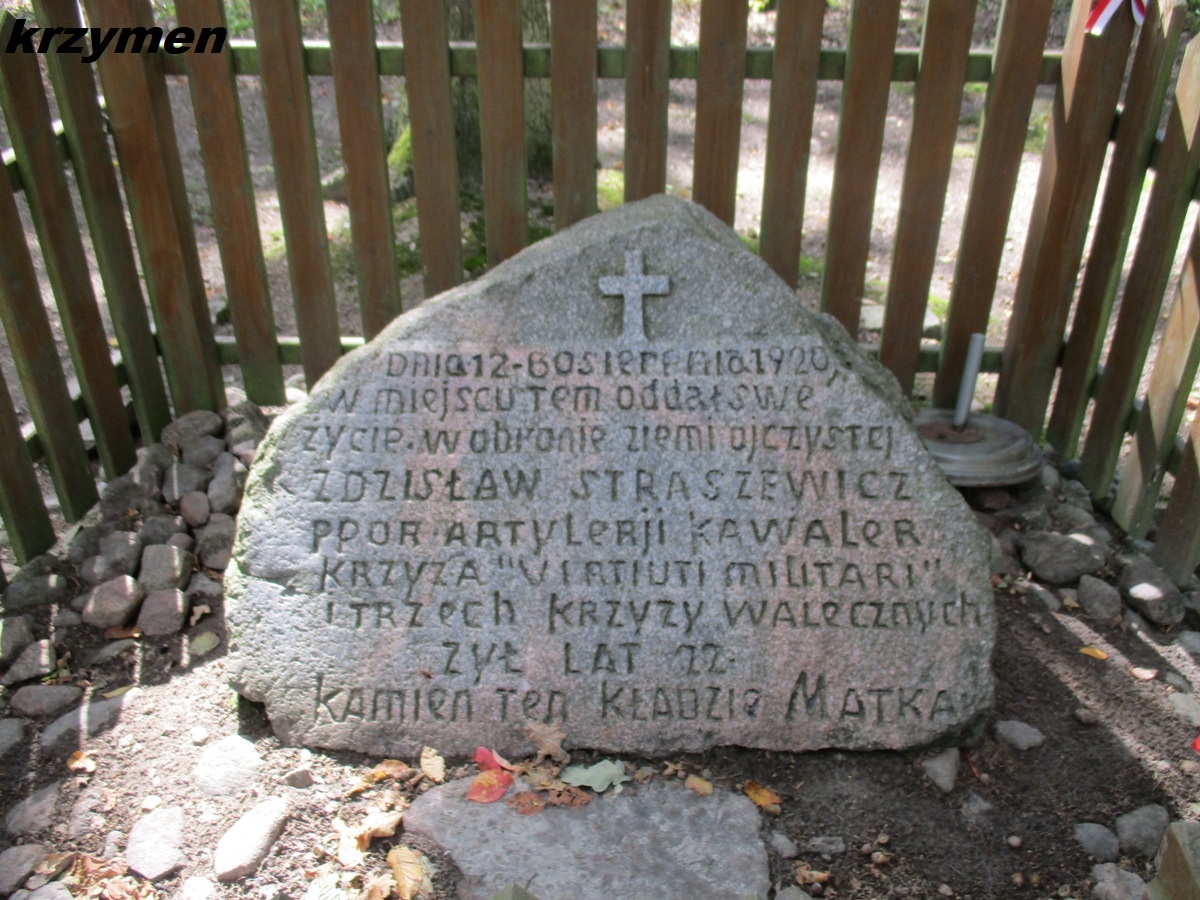 krzymen
DNIA 12-GO SIERPNIA 1920 r.
W MIEJSCU TEM ODDAŁ SWE
ŻYCIE W OBRONIE ZIEMI OJCZYSTEJ
ZDZISŁAW STRASZEWICZ
PPOR. ARTYLERJI KAWALER
KRZYŻA "VIRTIUTI MILITARI"
I TRZECH KRZYŻY WALECZNYCH
ŻYŁ LAT 22.
KAMIEŃ TEN KŁADZIE MATKA